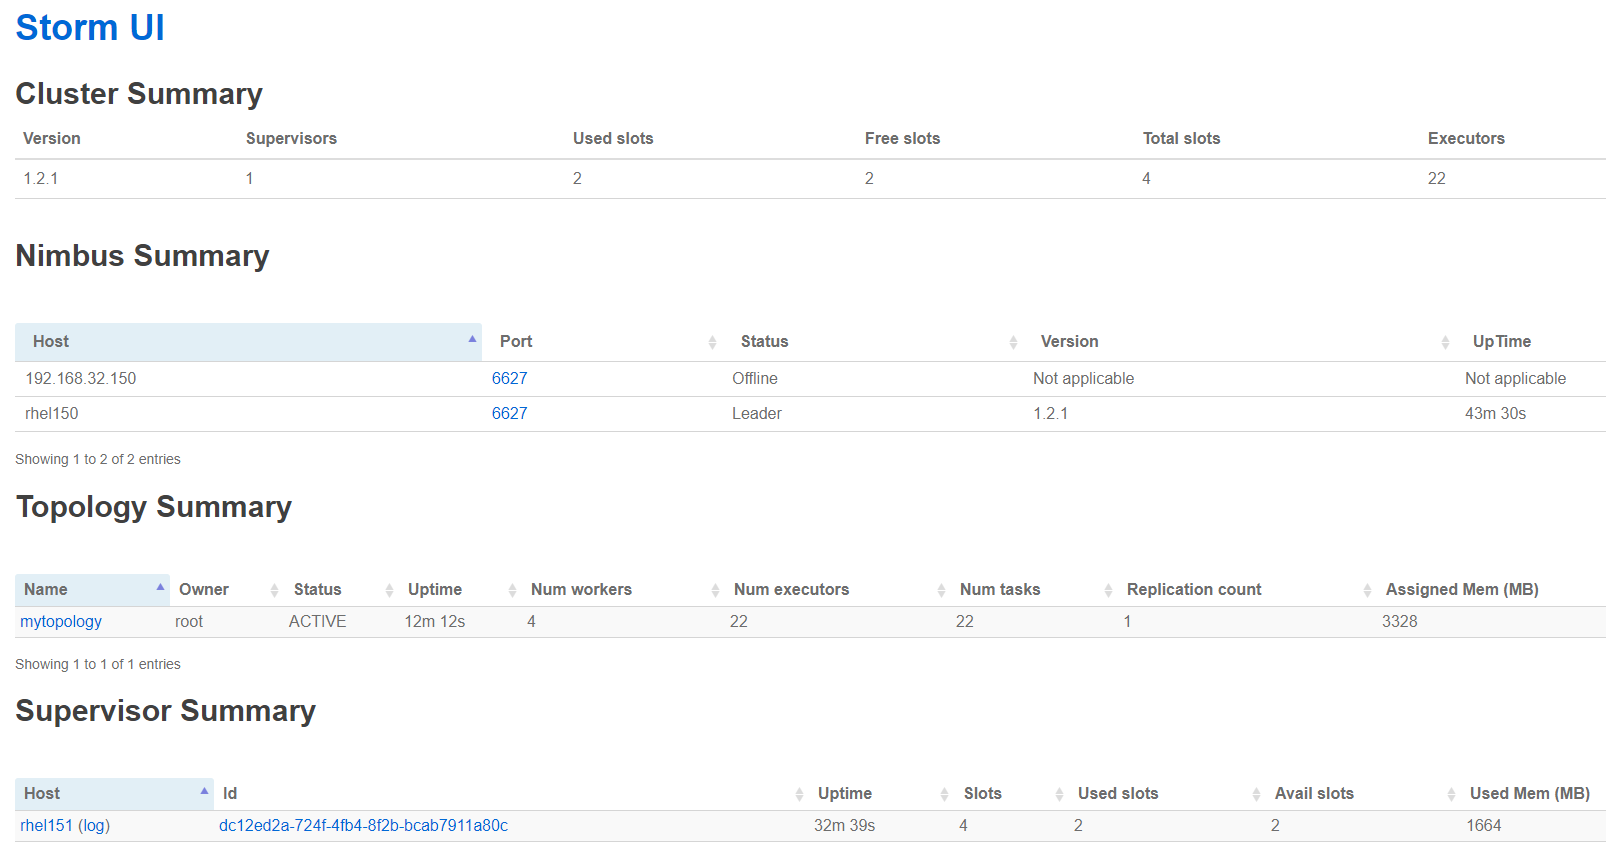 Storm UI
Cluster Summary
Version Supervisors Used slots Free slots Total slots Executors
1.2.1 1 2 2 4 22
Nimbus Summary
Host Port Status Version UpTime
192.168.32.150 6627 Offline Not applicable Not applicable
rhel150 6627 Leader 1.2.1 43m 30s
Showing 1 to 2 of 2 entries
Topology Summary
Name Owner Status Uptime Num workers Num executors Num tasks Replication count Assigned Mem (MB)
mytopology root ACTIVE 12m 12s 4 22 22 1 3328
Showing 1 to 1 of 1 entries
Supervisor Summary
Host Id Uptime Slots Used slots Avail slots Used Mem (MB)
rhel151 (log) dc12ed2a-724f-4fb4-8f2b-bcab7911a80c 32m 39s 4 2 2 1664